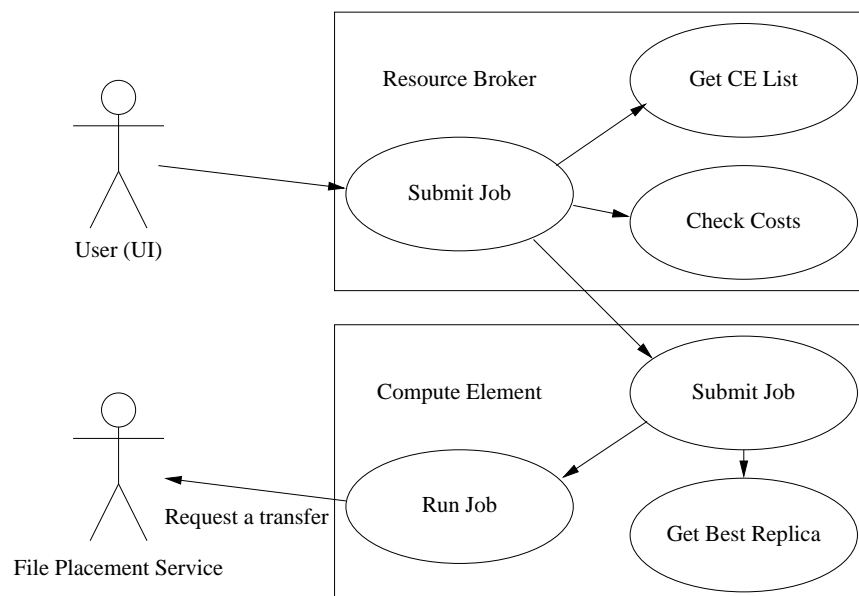 Resource Broker
Get CE List
Submit Job
Check Costs
User (UI)
Compute Element
Submit Job
Run Job
Request a transfer
Get Best Replica
File Placement Service